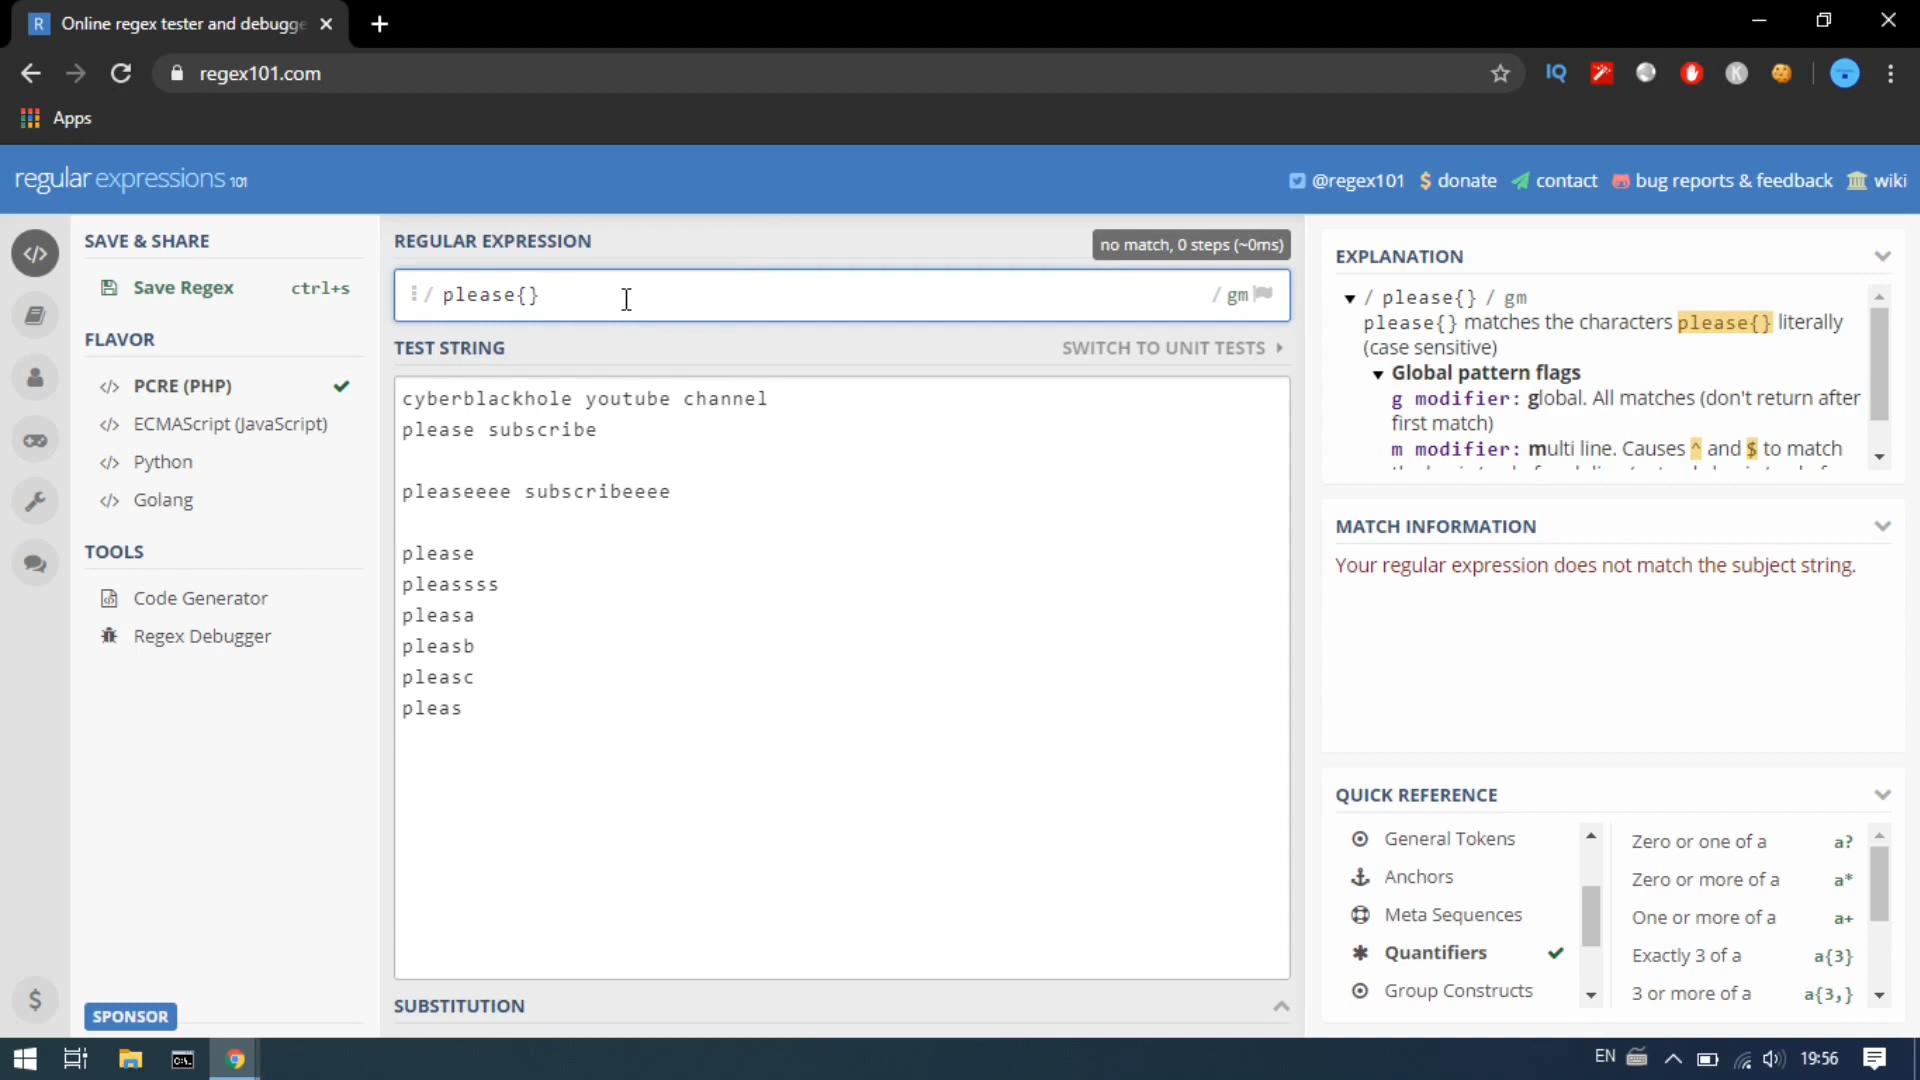 R Online regex tester and debugge
regex101.com
IQ
K
Apps
regular expressions 101
@regex101 $ donate contact bug reports & feedback wiki
SAVE & SHARE
Save Regex ctrl+s
FLAVOR
</> PCRE (PHP)
</> ECMAScript (JavaScript)
</> Python
</> Golang
TOOLS
Code Generator
Regex Debugger
$
SPONSOR
REGULAR EXPRESSION
no match, 0 steps (~0ms)
/ please{} / gm
TEST STRING
SWITCH TO UNIT TESTS
cyberblackhole youtube channel
please subscribe
pleaseeee subscribeeee
please
pleassss
pleasa
pleasb
pleasc
pleas
SUBSTITUTION
EXPLANATION
/ please{} / gm
please{} matches the characters please{} literally
(case sensitive)
Global pattern flags
g modifier: global. All matches (don't return after
first match)
m modifier: multi line. Causes ^ and $ to match
MATCH INFORMATION
Your regular expression does not match the subject string.
QUICK REFERENCE
General Tokens
Anchors
Meta Sequences
Quantifiers
Group Constructs
Zero or one of a a?
Zero or more of a a*
One or more of a a+
Exactly 3 of a a{3}
3 or more of a a{3,}
EN 19:56